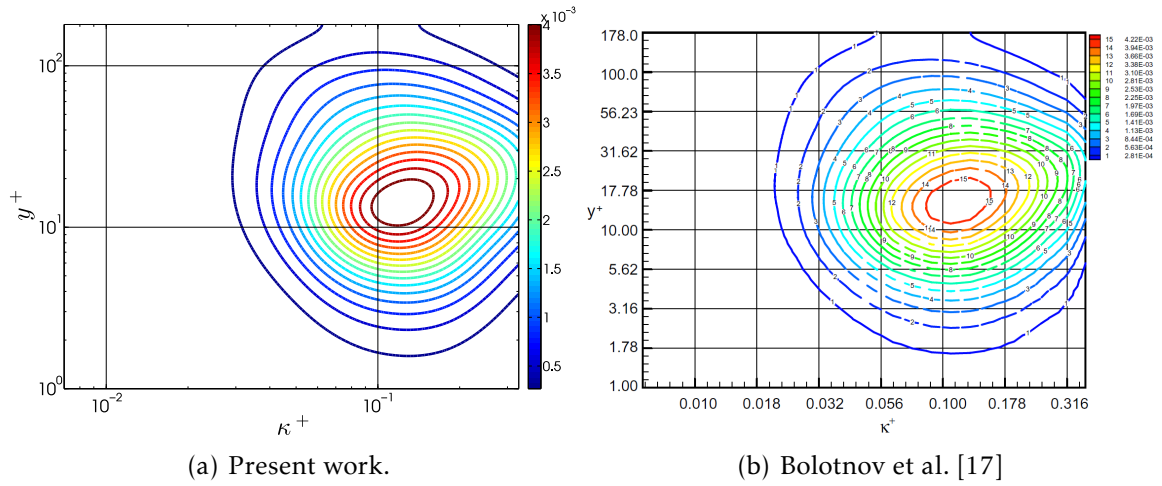 x 10⁻³
4
3.5
3
2.5
2
1.5
1
0.5
10²
10¹
10⁰
y⁺
10⁻²
10⁻¹
κ⁺
(a) Present work.
178.0
100.0
56.23
31.62
17.78
y⁺
10.00
5.62
3.16
1.78
1.00
0.010 0.018 0.032 0.056 0.100 0.178 0.316
κ⁺
15 4.22E-03
14 3.94E-03
13 3.66E-03
12 3.38E-03
11 3.10E-03
10 2.81E-03
9 2.53E-03
8 2.25E-03
7 1.97E-03
6 1.69E-03
5 1.41E-03
4 1.13E-03
3 8.44E-04
2 5.63E-04
1 2.81E-04
(b) Bolotnov et al. [17]